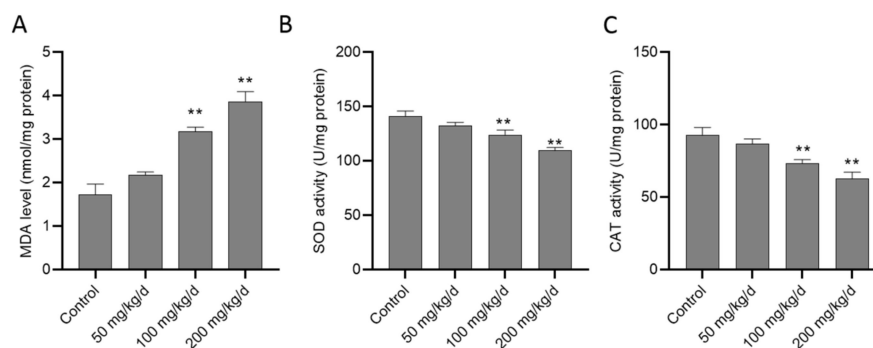 A
MDA level (nmol/mg protein)
5
4
3
2
1
0
**
**
Control
50 mg/kg/d
100 mg/kg/d
200 mg/kg/d
B
SOD activity (U/mg protein)
200
150
100
50
0
**
**
Control
50 mg/kg/d
100 mg/kg/d
200 mg/kg/d
C
CAT activity (U/mg protein)
150
100
50
0
**
**
Control
50 mg/kg/d
100 mg/kg/d
200 mg/kg/d